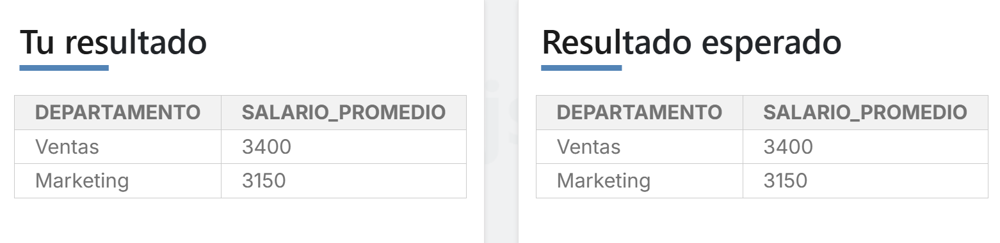 Tu resultado
DEPARTAMENTO SALARIO_PROMEDIO
Ventas 3400
Marketing 3150
Resultado esperado
DEPARTAMENTO SALARIO_PROMEDIO
Ventas 3400
Marketing 3150